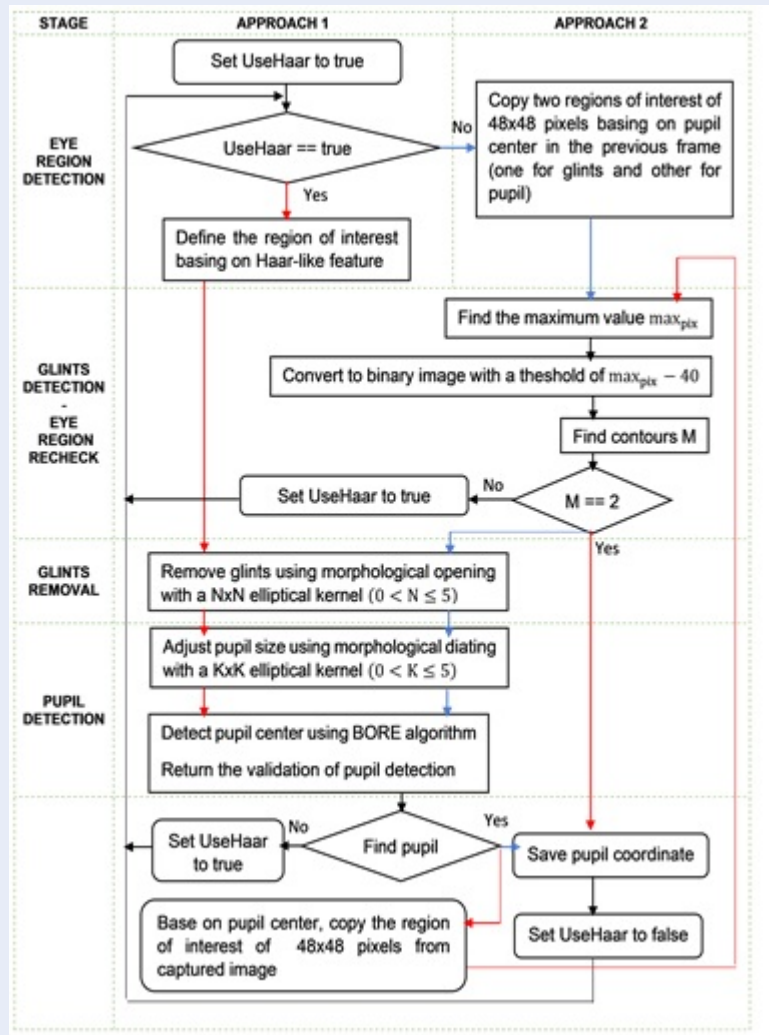 STAGE
APPROACH 1
APPROACH 2
Set UseHaar to true
EYE
REGION
DETECTION
UseHaar == true
No
Yes
Copy two regions of interest of
48x48 pixels basing on pupil
center in the previous frame
(one for glints and other for
pupil)
Define the region of interest
basing on Haar-like feature
GLINTS
DETECTION
-
EYE
REGION
RECHECK
Find the maximum value max_pix
Convert to binary image with a theshold of max_pix − 40
Find contours M
M == 2
No
Set UseHaar to true
Yes
GLINTS
REMOVAL
Remove glints using morphological opening
with a NxN elliptical kernel (0 < N ≤ 5)
PUPIL
DETECTION
Adjust pupil size using morphological diating
with a KxK elliptical kernel (0 < K ≤ 5)
Detect pupil center using BORE algorithm
Return the validation of pupil detection
Find pupil
No
Yes
Set UseHaar
to true
Save pupil coordinate
Base on pupil center, copy the region
of interest of 48x48 pixels from
captured image
Set UseHaar to false